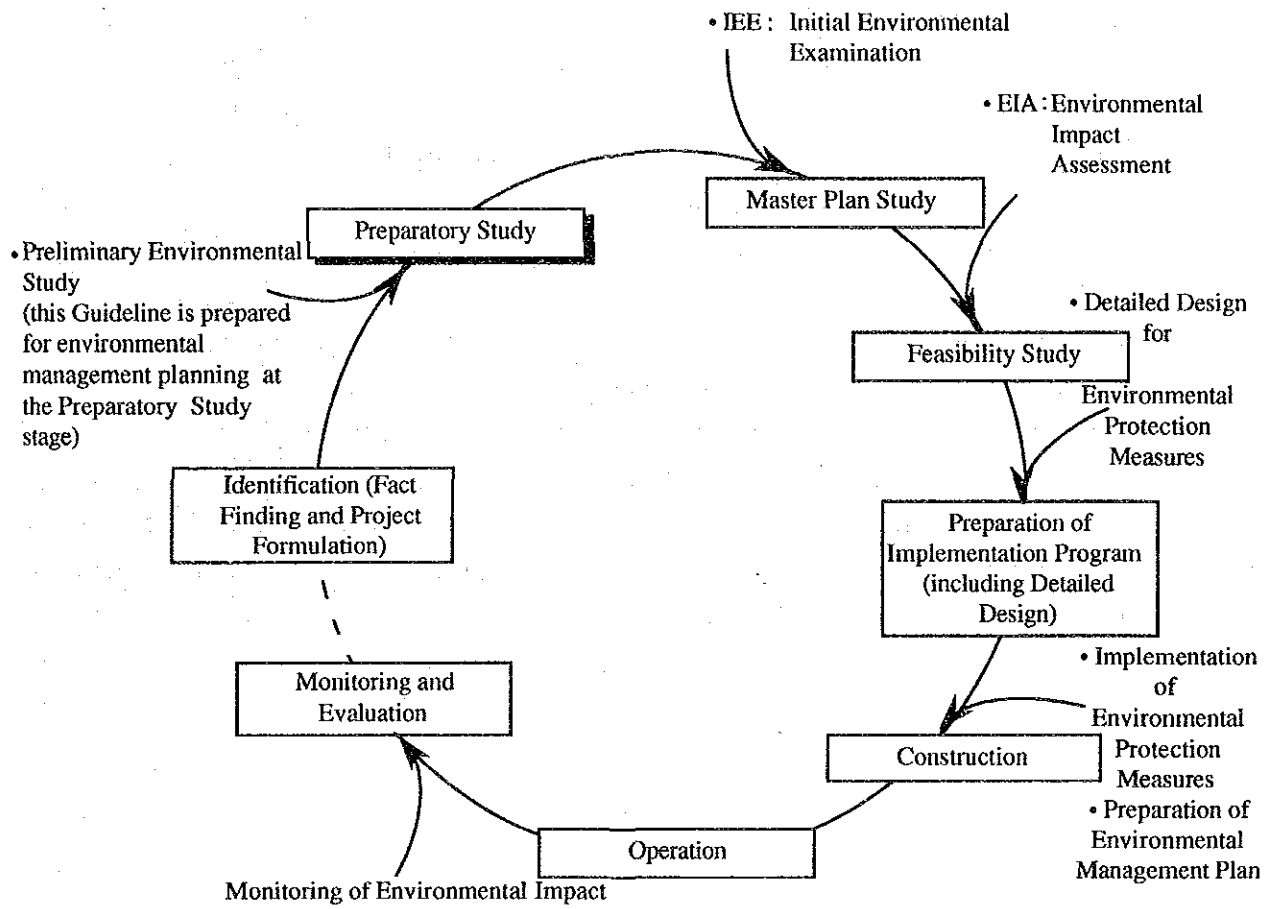 • IEE : Initial Environmental
Examination
• EIA : Environmental
Impact
Assessment
Master Plan Study
Preparatory Study
• Preliminary Environmental
Study
(this Guideline is prepared
for environmental
management planning at
the Preparatory Study
stage)
• Detailed Design
for
Feasibility Study
Environmental
Protection
Measures
Identification (Fact
Finding and Project
Formulation)
Preparation of
Implementation Program
(including Detailed
Design)
Monitoring and
Evaluation
• Implementation
of
Environmental
Protection
Measures
Construction
• Preparation of
Environmental
Management Plan
Operation
Monitoring of Environmental Impact